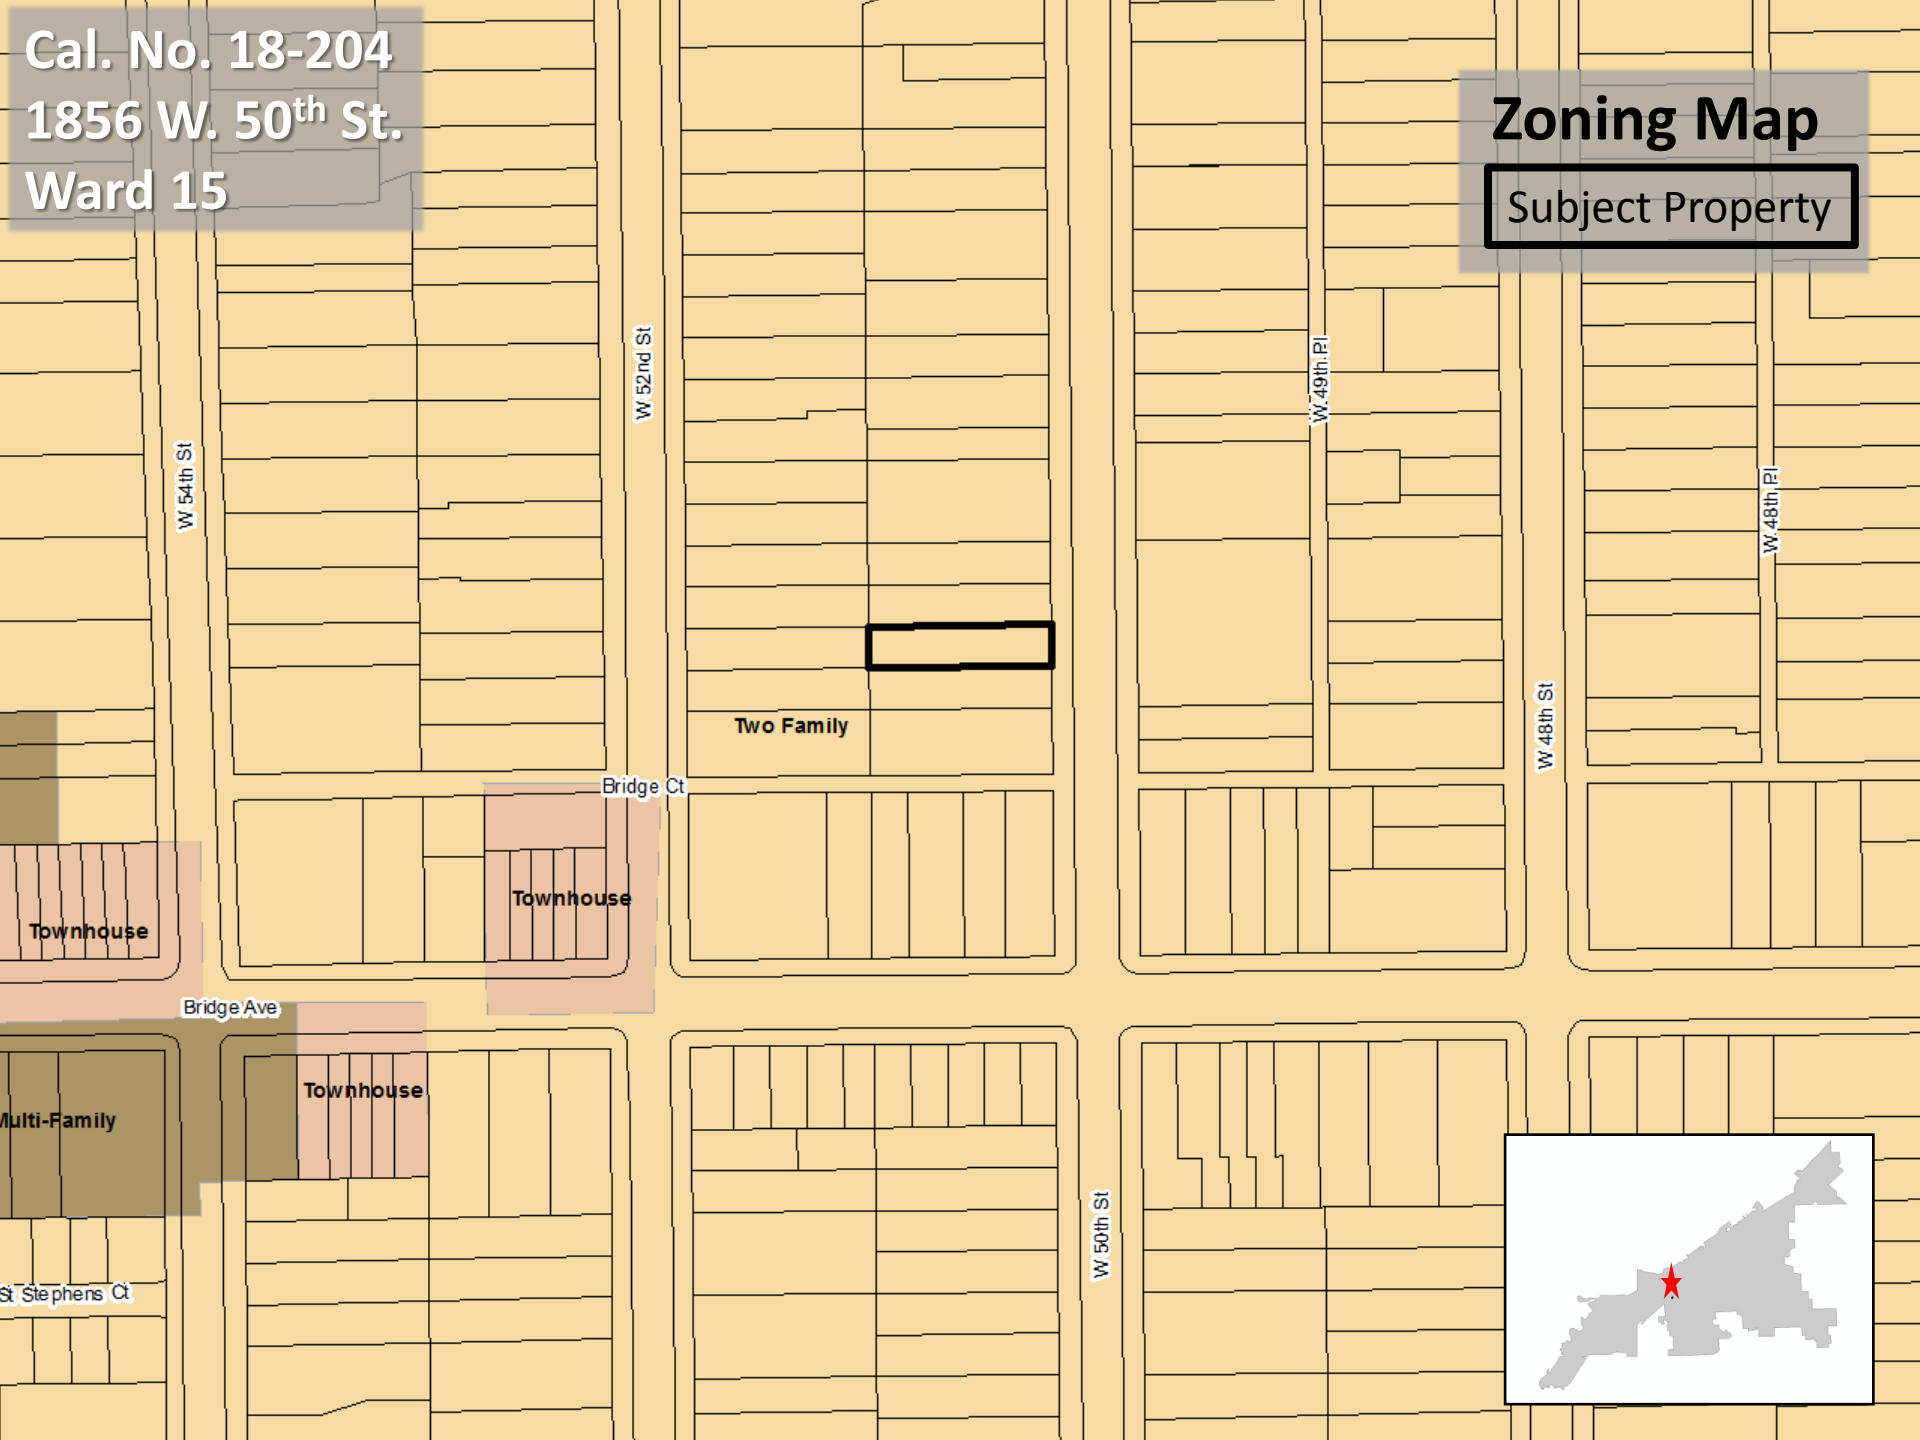 Cal. No. 18-204
1856 W. 50th St.
Ward 15
Zoning Map
Subject Property
W 52nd St
W 49th Pl
W 54th St
W 48th Pl
W 48th St
Two Family
Bridge Ct
Townhouse
Townhouse
Bridge Ave
Townhouse
Multi-Family
W 50th St
St Stephens Ct